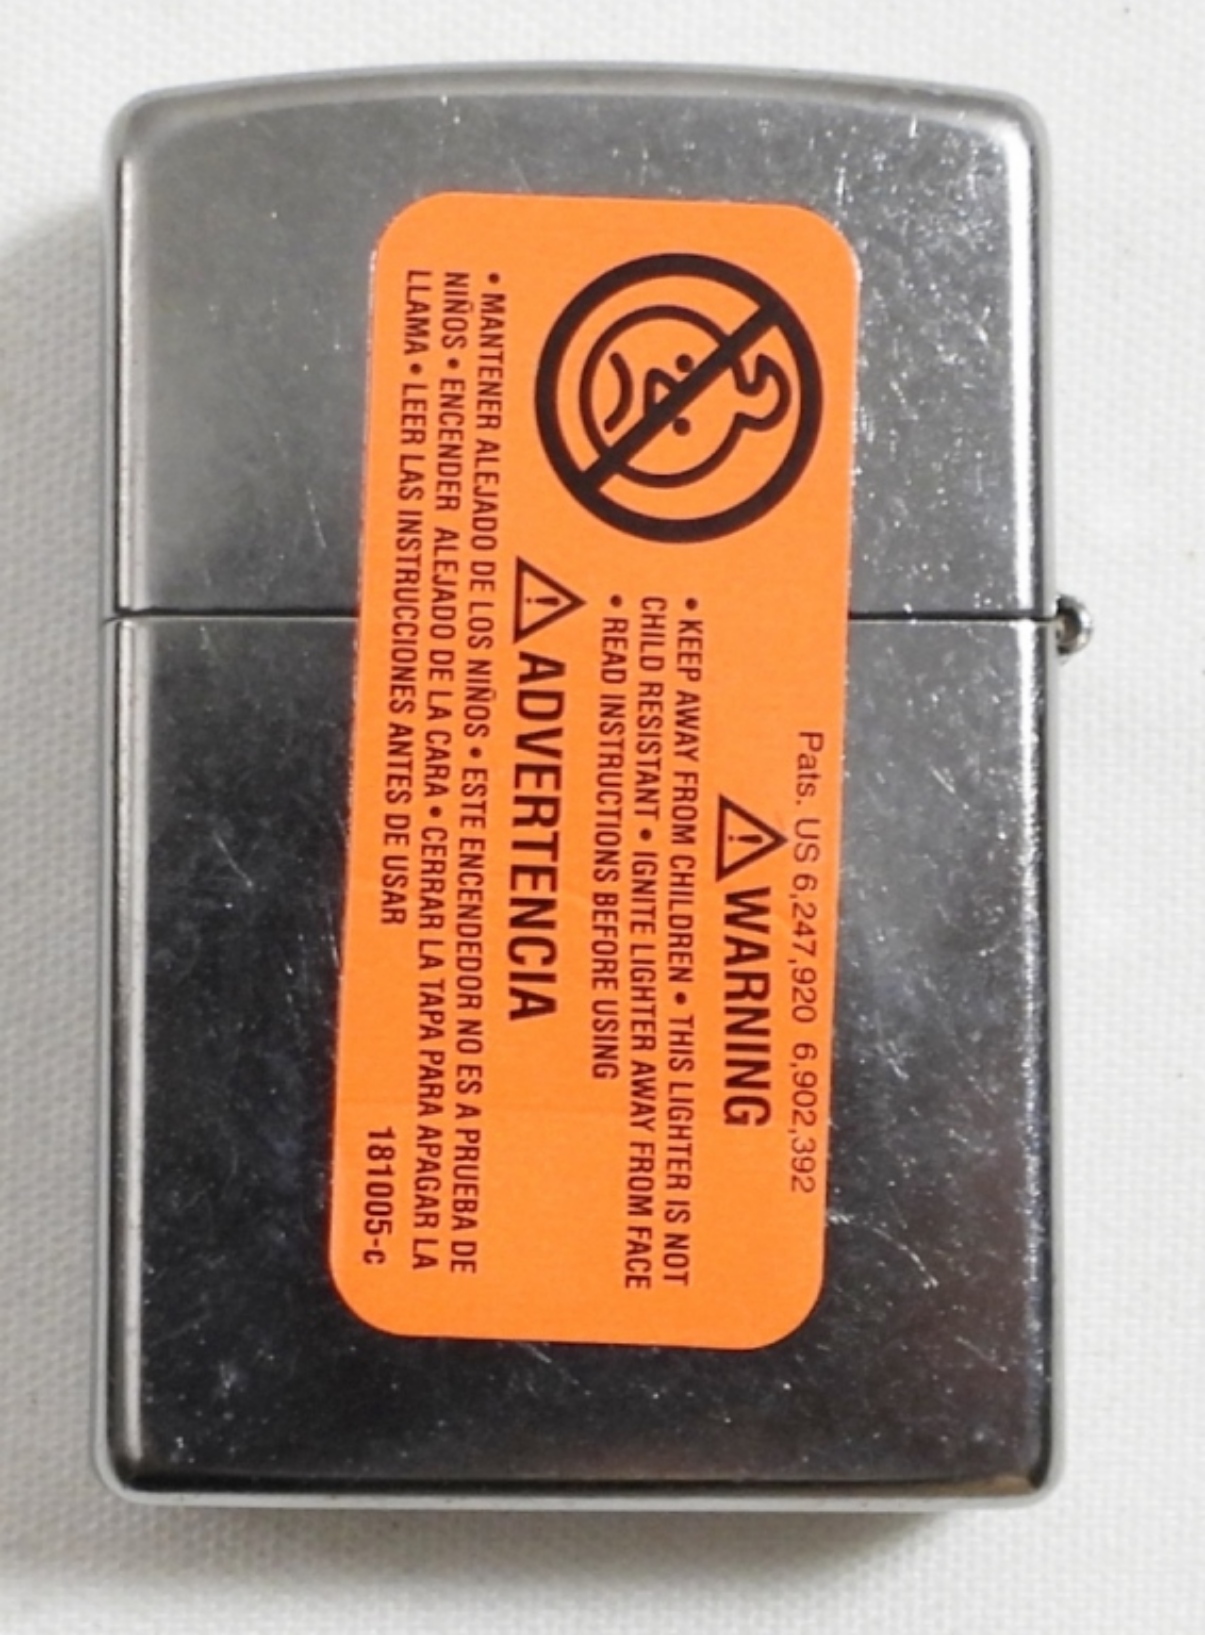 Pats. US 6,247,920 6,902,392
WARNING
• KEEP AWAY FROM CHILDREN • THIS LIGHTER IS NOT
CHILD RESISTANT • IGNITE LIGHTER AWAY FROM FACE
• READ INSTRUCTIONS BEFORE USING
ADVERTENCIA
• MANTENER ALEJADO DE LOS NIÑOS • ESTE ENCENDEDOR NO ES A PRUEBA DE
NIÑOS • ENCENDER ALEJADO DE LA CARA • CERRAR LA TAPA PARA APAGAR LA
LLAMA • LEER LAS INSTRUCCIONES ANTES DE USAR
181005-c